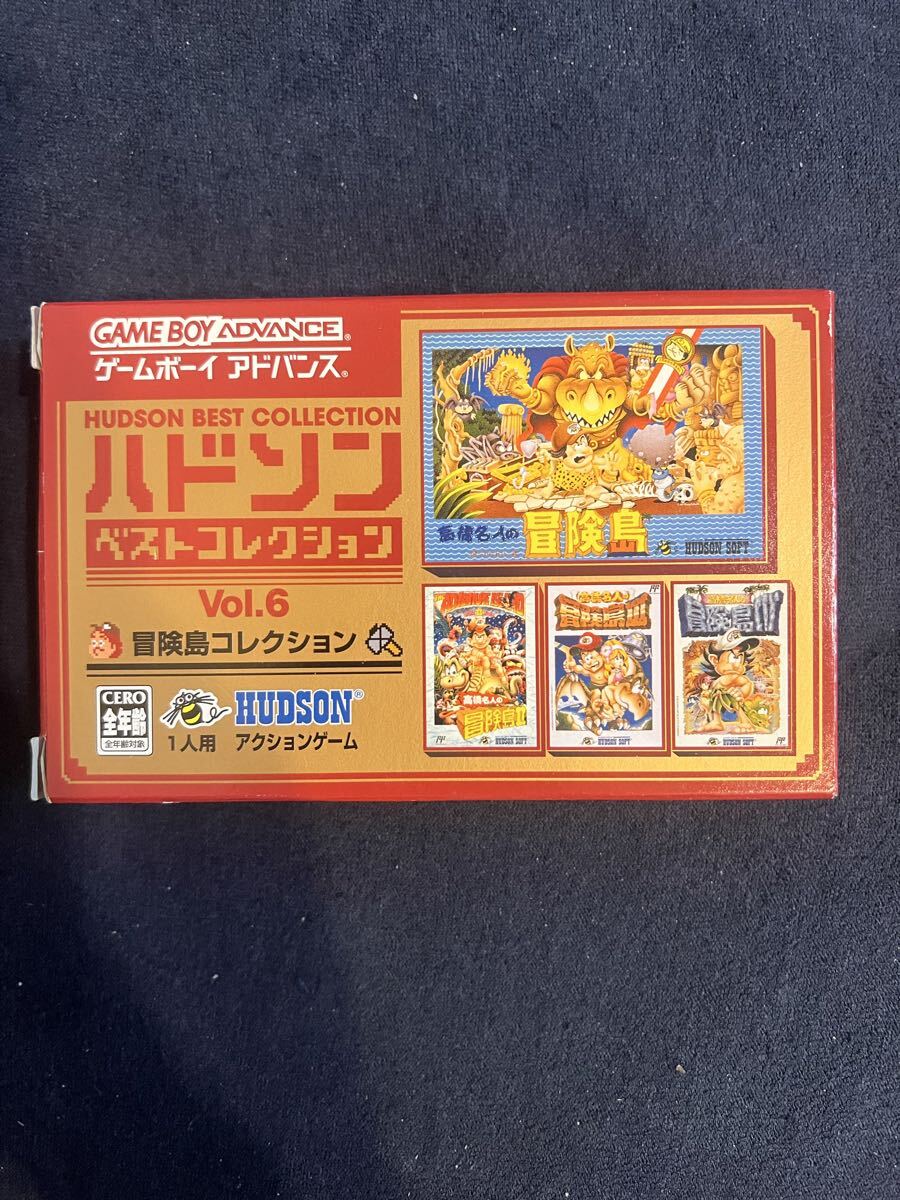 GAME BOY ADVANCE
ゲームボーイ アドバンス
HUDSON BEST COLLECTION
ハドソン
ベストコレクション
Vol.6
冒険島コレクション
CERO
全年齢
全年齢対象
HUDSON®
1人用 アクションゲーム
高橋名人の
冒険島
HUDSON SOFT
高橋名人の
冒険島II
HUDSON SOFT
高橋名人の
冒険島III
HUDSON SOFT
冒険島IV
HUDSON SOFT